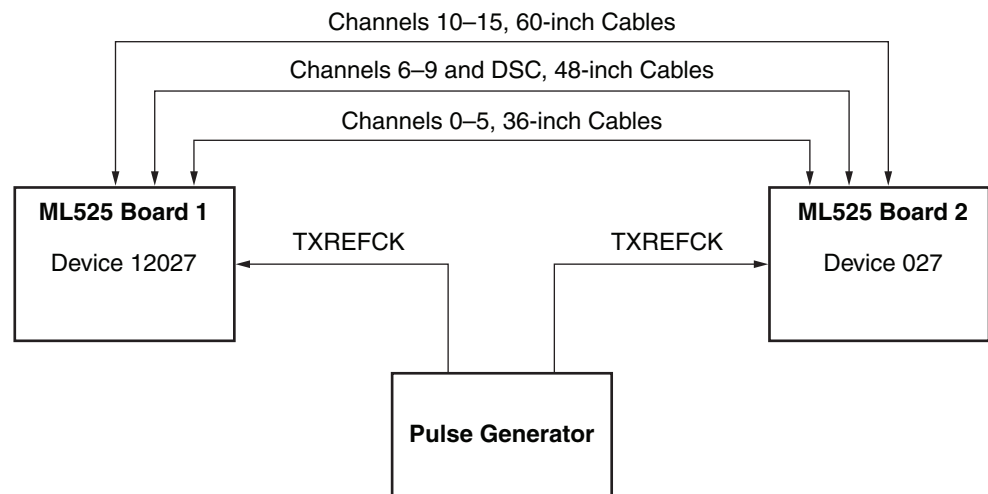 Channels 10–15, 60-inch Cables
Channels 6–9 and DSC, 48-inch Cables
Channels 0–5, 36-inch Cables
ML525 Board 1
Device 12027
TXREFCK
TXREFCK
ML525 Board 2
Device 027
Pulse Generator